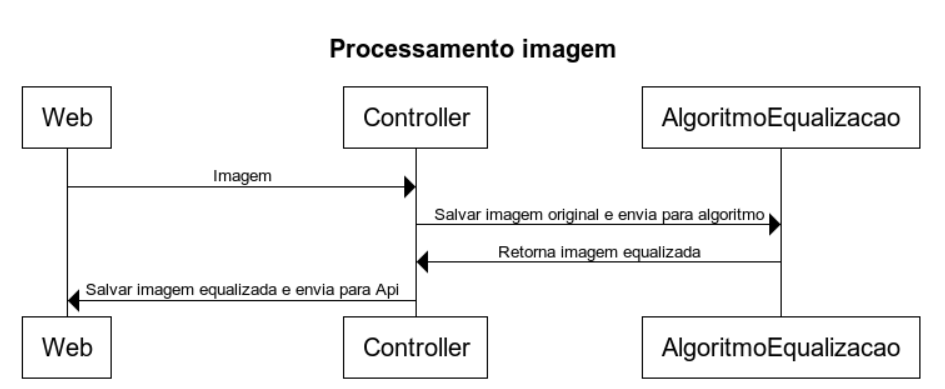 Processamento imagem
Web
Controller
AlgoritmoEqualizacao
Imagem
Salvar imagem original e envia para algoritmo
Retorna imagem equalizada
Salvar imagem equalizada e envia para Api
Web
Controller
AlgoritmoEqualizacao